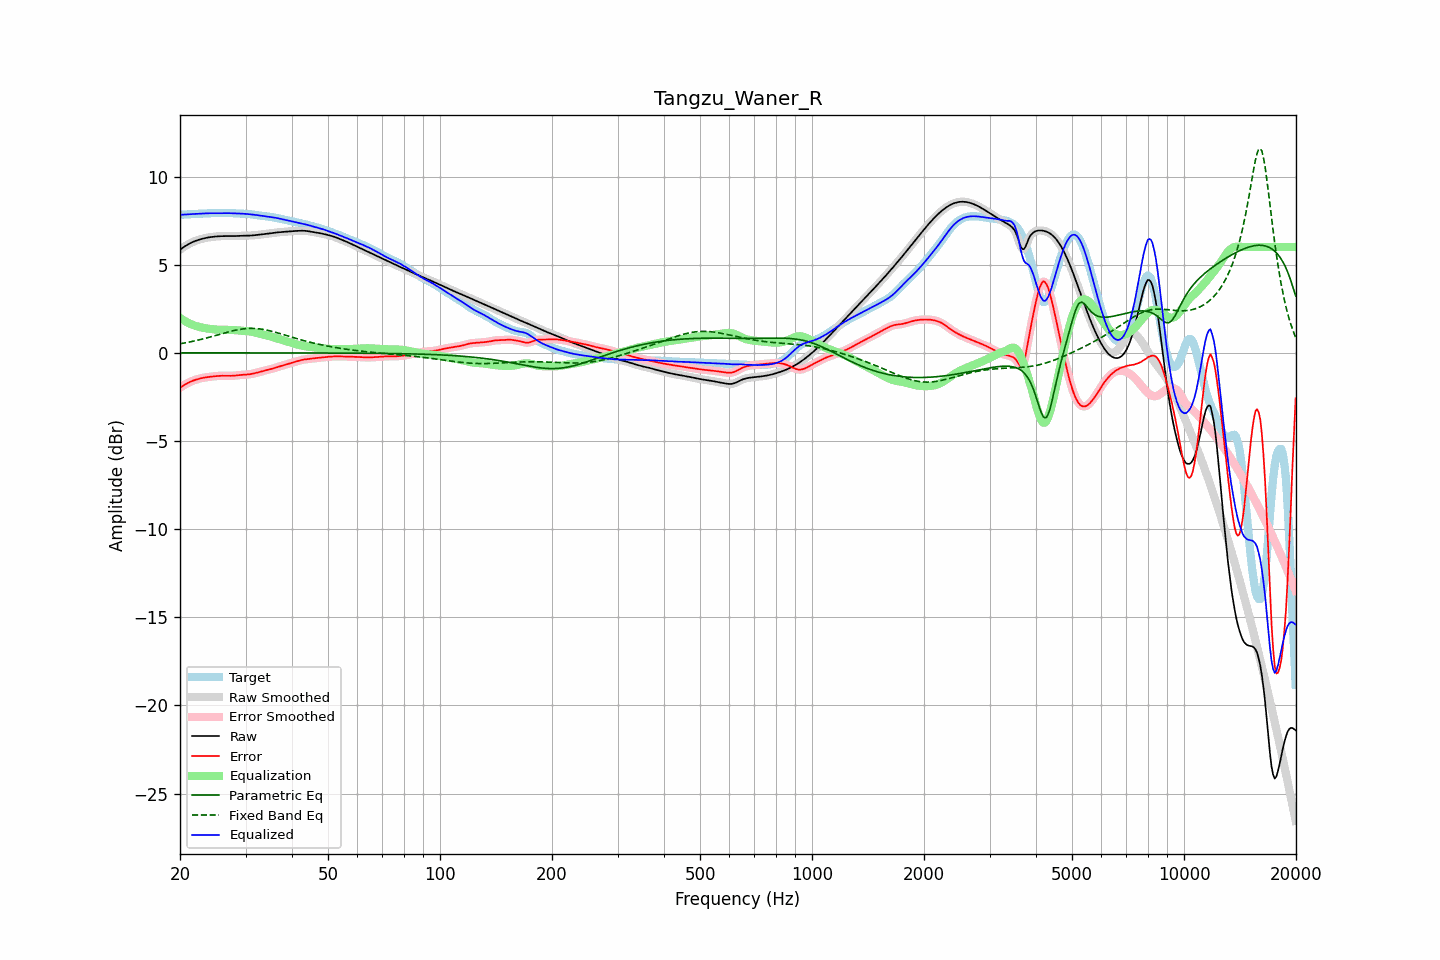 Tangzu_Waner_R
10
5
0
−5
−10
−15
−20
−25
Amplitude (dBr)
Target
Raw Smoothed
Error Smoothed
Raw
Error
Equalization
Parametric Eq
Fixed Band Eq
Equalized
20 50 100 200 500 1000 2000 5000 10000 20000
Frequency (Hz)